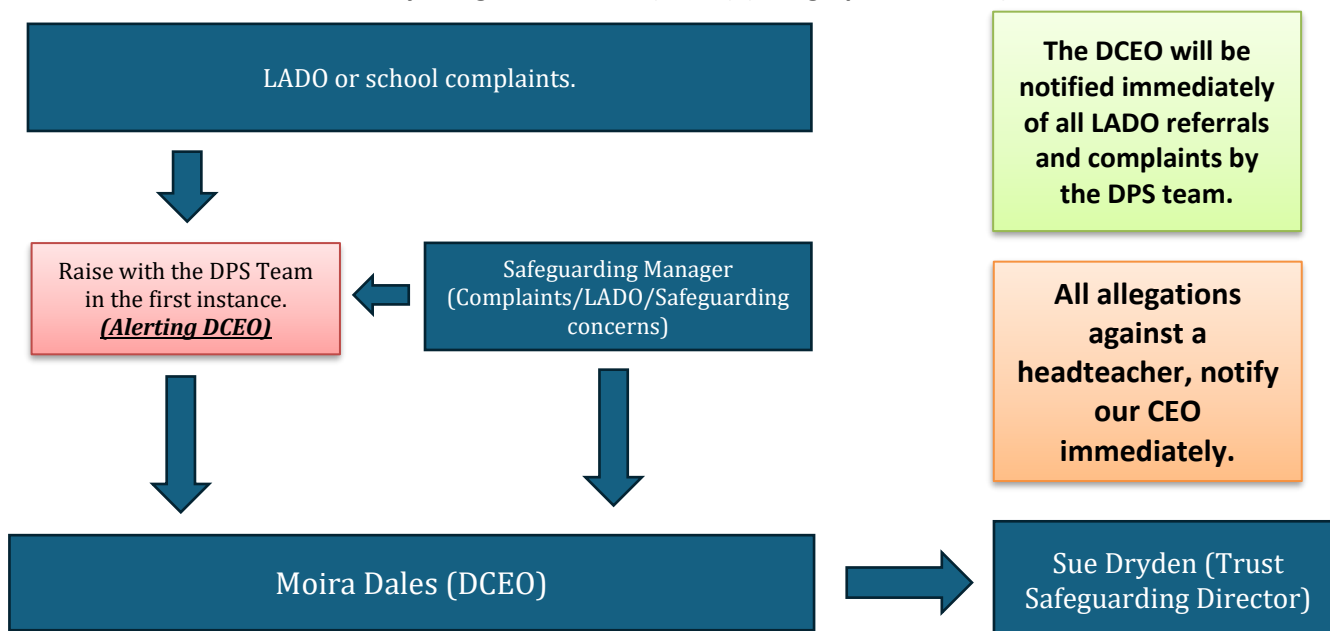 LADO or school complaints.
The DCEO will be
notified immediately
of all LADO referrals
and complaints by
the DPS team.
Raise with the DPS Team
in the first instance.
(Alerting DCEO)
Safeguarding Manager
(Complaints/LADO/Safeguarding
concerns)
All allegations
against a
headteacher, notify
our CEO
immediately.
Moira Dales (DCEO)
Sue Dryden (Trust
Safeguarding Director)